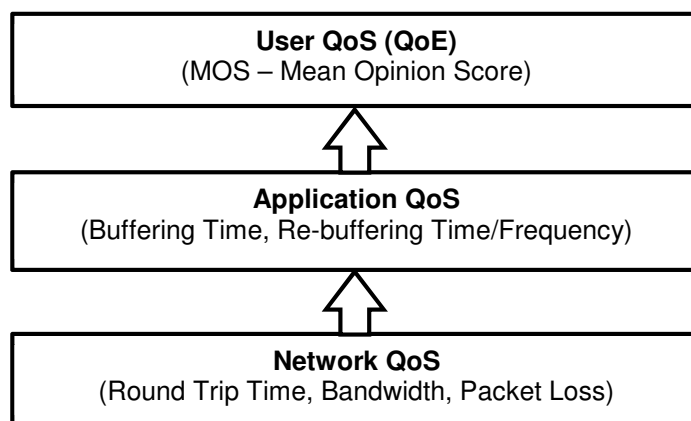 User QoS (QoE)
(MOS – Mean Opinion Score)
Application QoS
(Buffering Time, Re-buffering Time/Frequency)
Network QoS
(Round Trip Time, Bandwidth, Packet Loss)